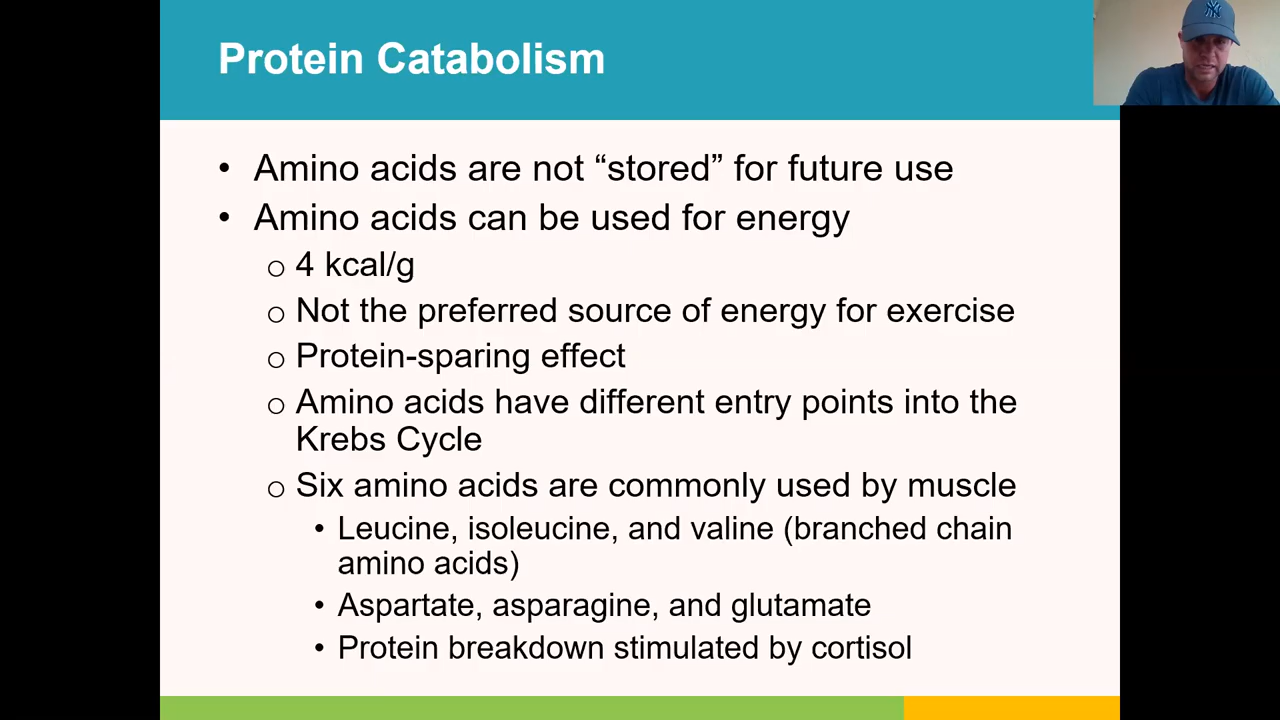 Protein Catabolism
• Amino acids are not “stored” for future use
• Amino acids can be used for energy
o 4 kcal/g
o Not the preferred source of energy for exercise
o Protein-sparing effect
o Amino acids have different entry points into the
Krebs Cycle
o Six amino acids are commonly used by muscle
• Leucine, isoleucine, and valine (branched chain
amino acids)
• Aspartate, asparagine, and glutamate
• Protein breakdown stimulated by cortisol
NY